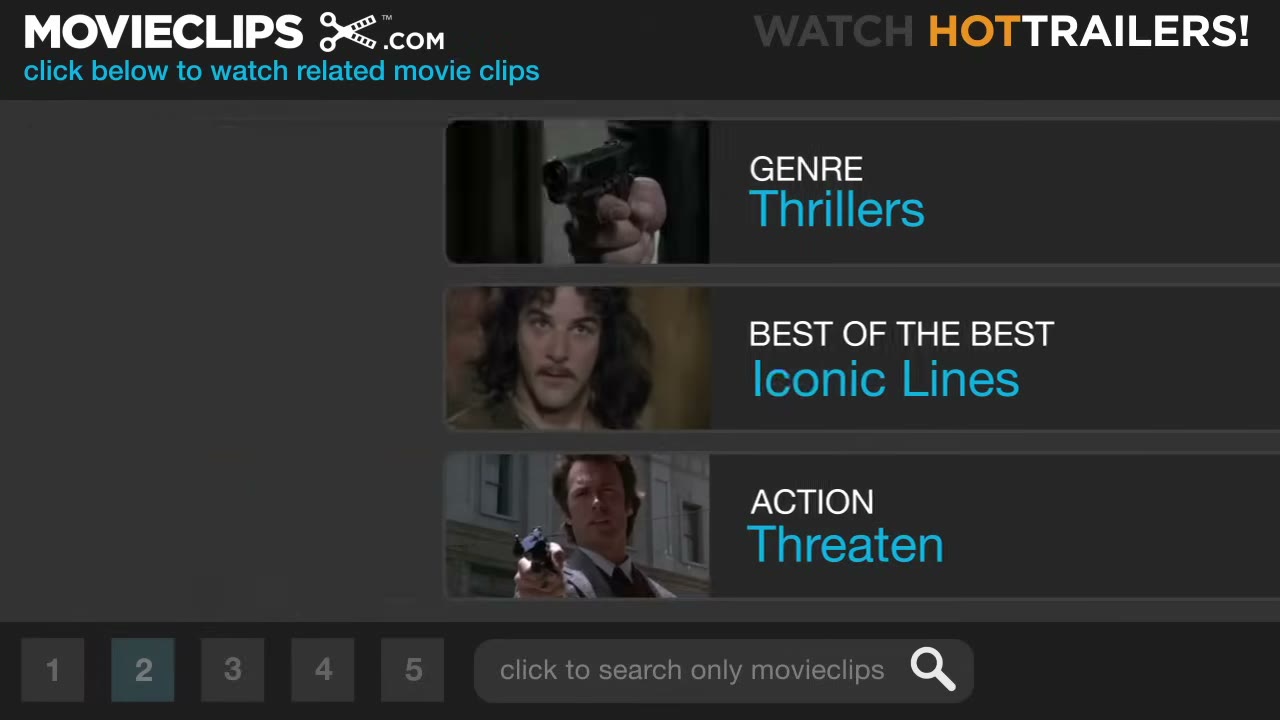 MOVIECLIPS ™ .COM
WATCH HOTTRAILERS!
click below to watch related movie clips
GENRE
Thrillers
BEST OF THE BEST
Iconic Lines
ACTION
Threaten
1 2 3 4 5
click to search only movieclips